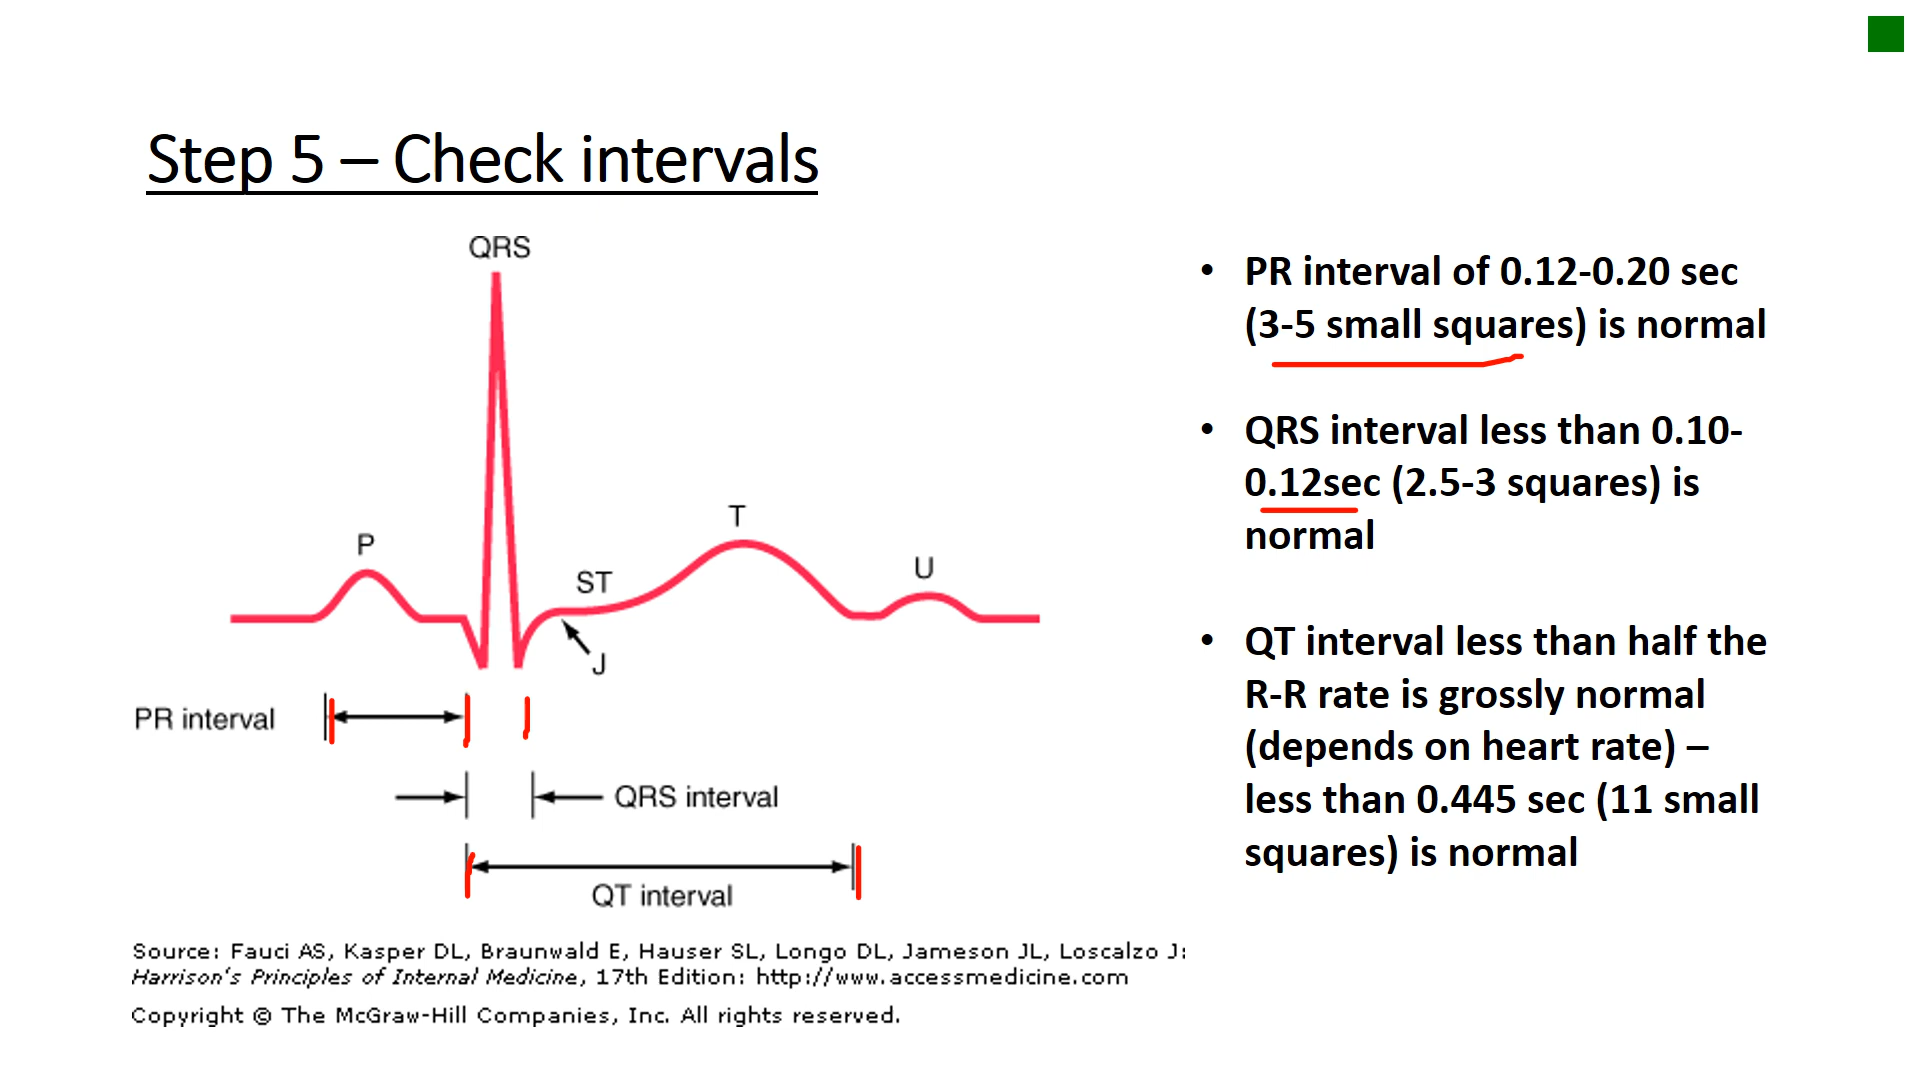 Step 5 – Check intervals
QRS
P
ST
T
U
J
PR interval
QRS interval
QT interval
Source: Fauci AS, Kasper DL, Braunwald E, Hauser SL, Longo DL, Jameson JL, Loscalzo J:
Harrison's Principles of Internal Medicine, 17th Edition: http://www.accessmedicine.com
Copyright © The McGraw-Hill Companies, Inc. All rights reserved.
• PR interval of 0.12-0.20 sec
(3-5 small squares) is normal
• QRS interval less than 0.10-
0.12sec (2.5-3 squares) is
normal
• QT interval less than half the
R-R rate is grossly normal
(depends on heart rate) –
less than 0.445 sec (11 small
squares) is normal